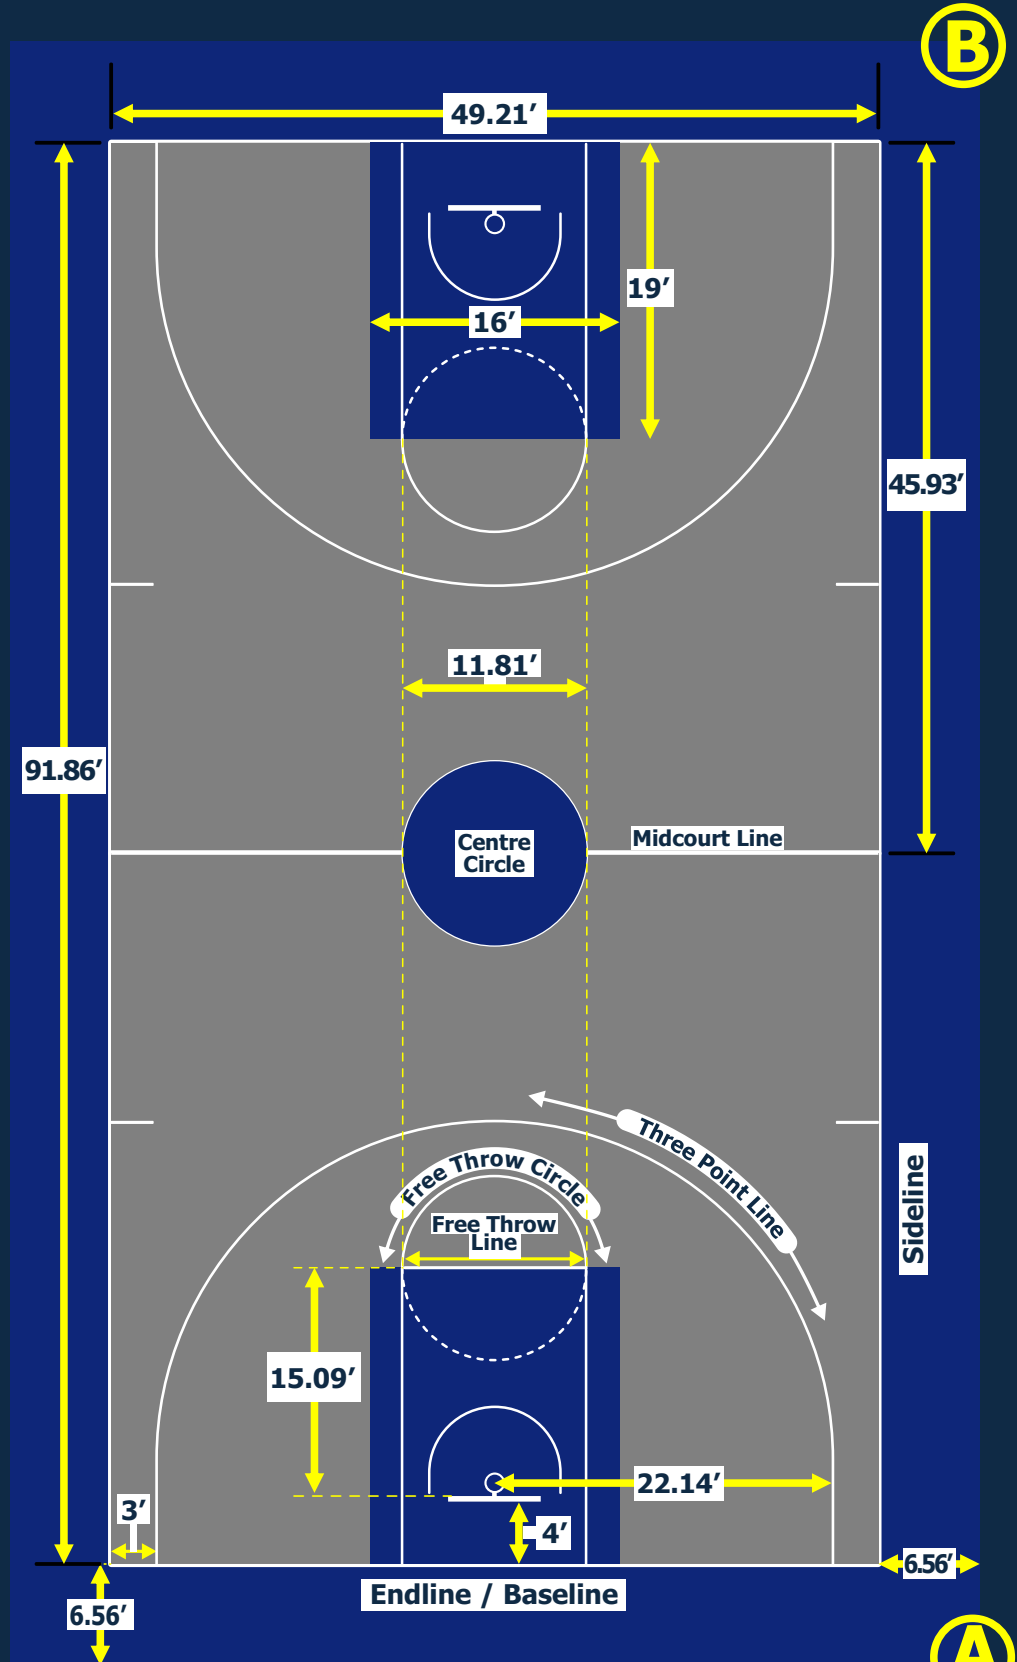 B
49.21’
19’
16’
45.93’
11.81’
91.86’
Midcourt Line
Centre
Circle
Three Point Line
Free Throw Circle
Sideline
Free Throw
Line
15.09’
22.14’
3’
4’
6.56’
Endline / Baseline
6.56’
A